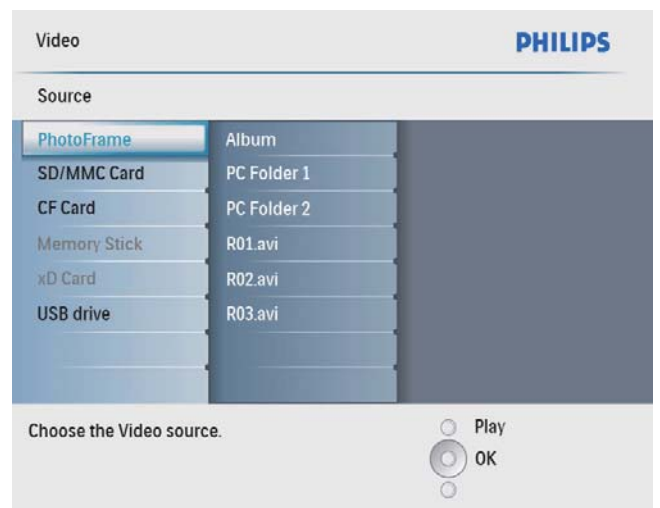 Video
PHILIPS
Source
PhotoFrame
Album
SD/MMC Card
PC Folder 1
CF Card
PC Folder 2
Memory Stick
R01.avi
xD Card
R02.avi
USB drive
R03.avi
Choose the Video source.
Play
OK